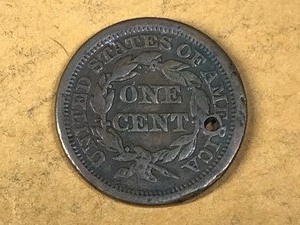 UNITED STATES OF AMERICA
ONE
CENT